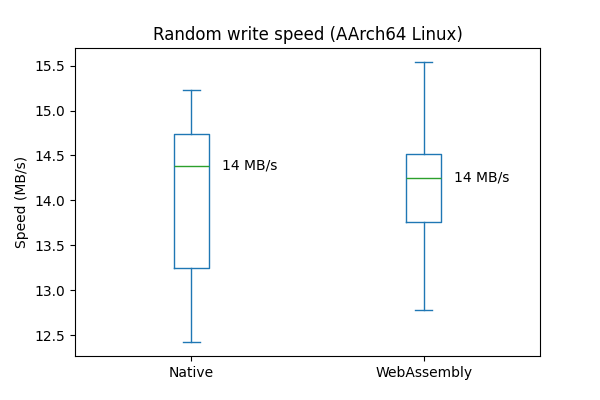 Random write speed (AArch64 Linux)
Speed (MB/s)
15.5
15.0
14.5
14.0
13.5
13.0
12.5
14 MB/s
14 MB/s
Native
WebAssembly